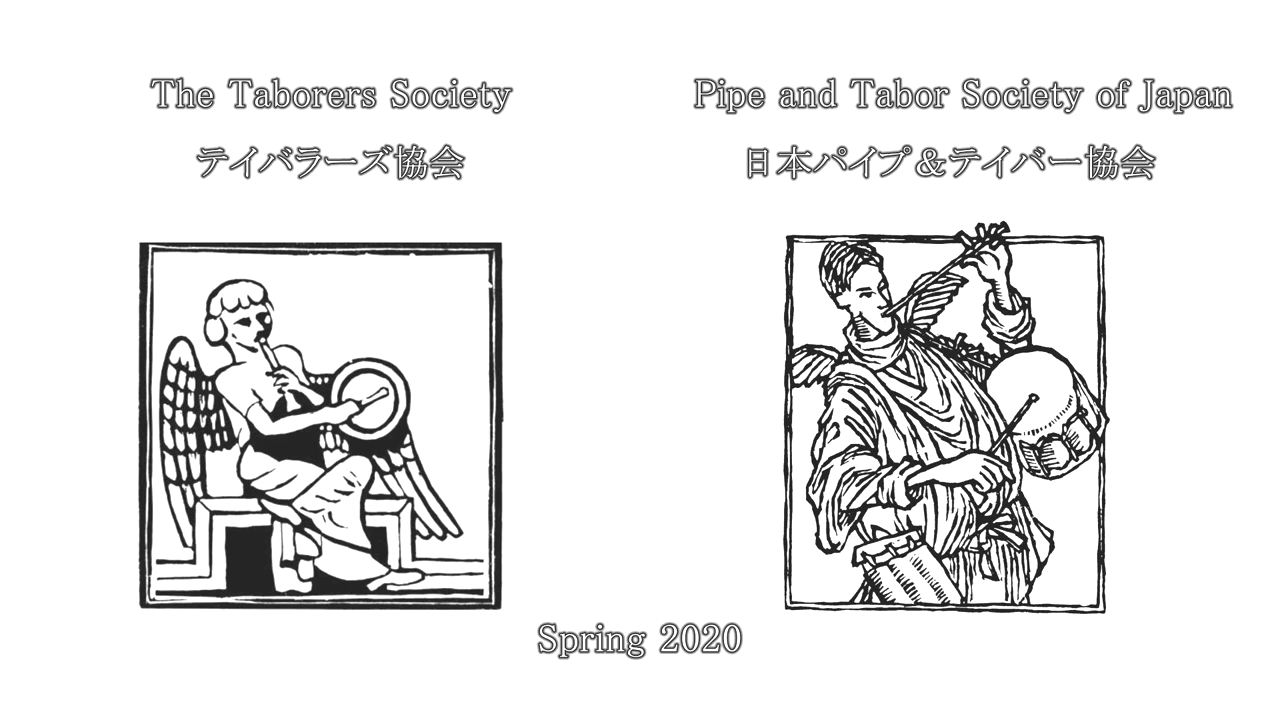 The Taborers Society
テイバラーズ協会
Pipe and Tabor Society of Japan
日本パイプ＆テイバー協会
Spring 2020